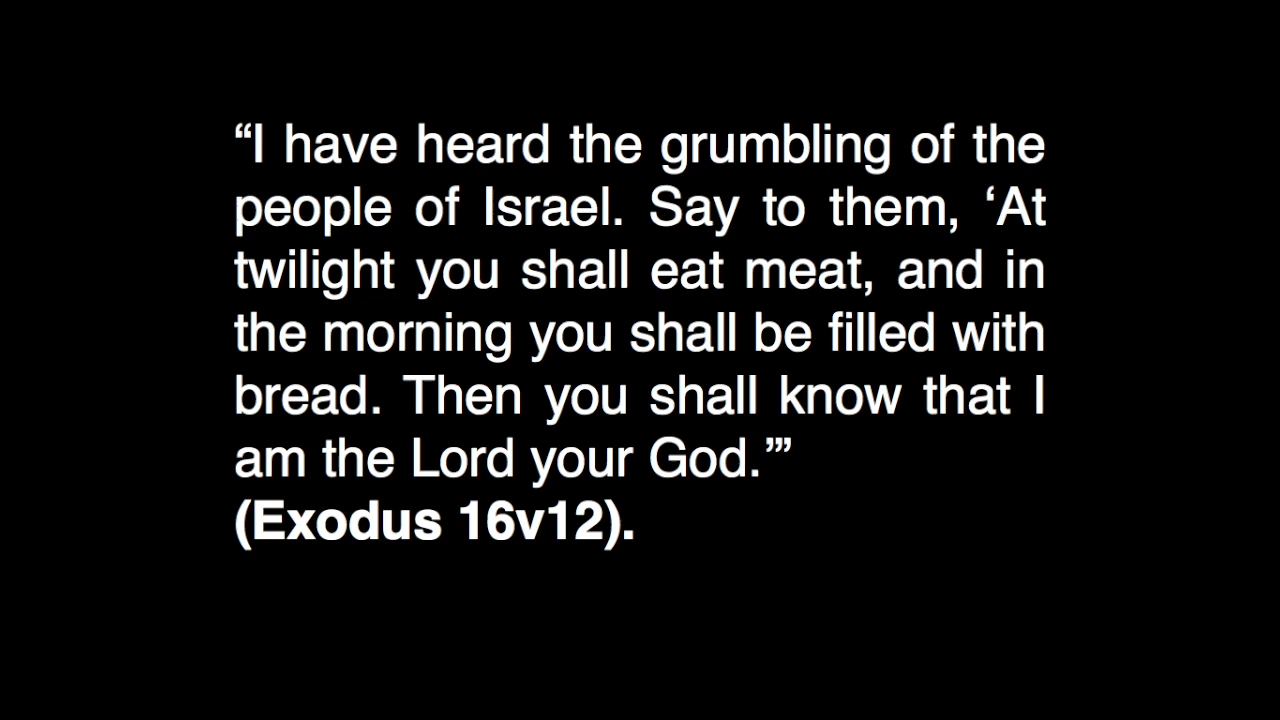 “I have heard the grumbling of the
people of Israel. Say to them, ‘At
twilight you shall eat meat, and in
the morning you shall be filled with
bread. Then you shall know that I
am the Lord your God.’”
(Exodus 16v12).